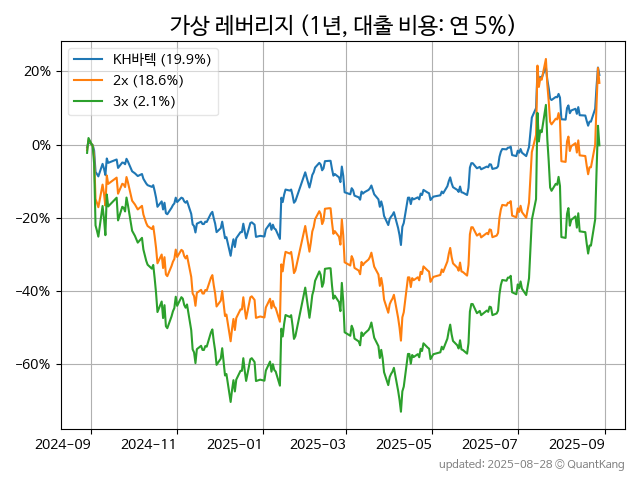 가상 레버리지 (1년, 대출 비용: 연 5%)
KH바텍 (19.9%)
2x (18.6%)
3x (2.1%)
20%
0%
−20%
−40%
−60%
2024-09 2024-11 2025-01 2025-03 2025-05 2025-07 2025-09
updated: 2025-08-28 © QuantKang